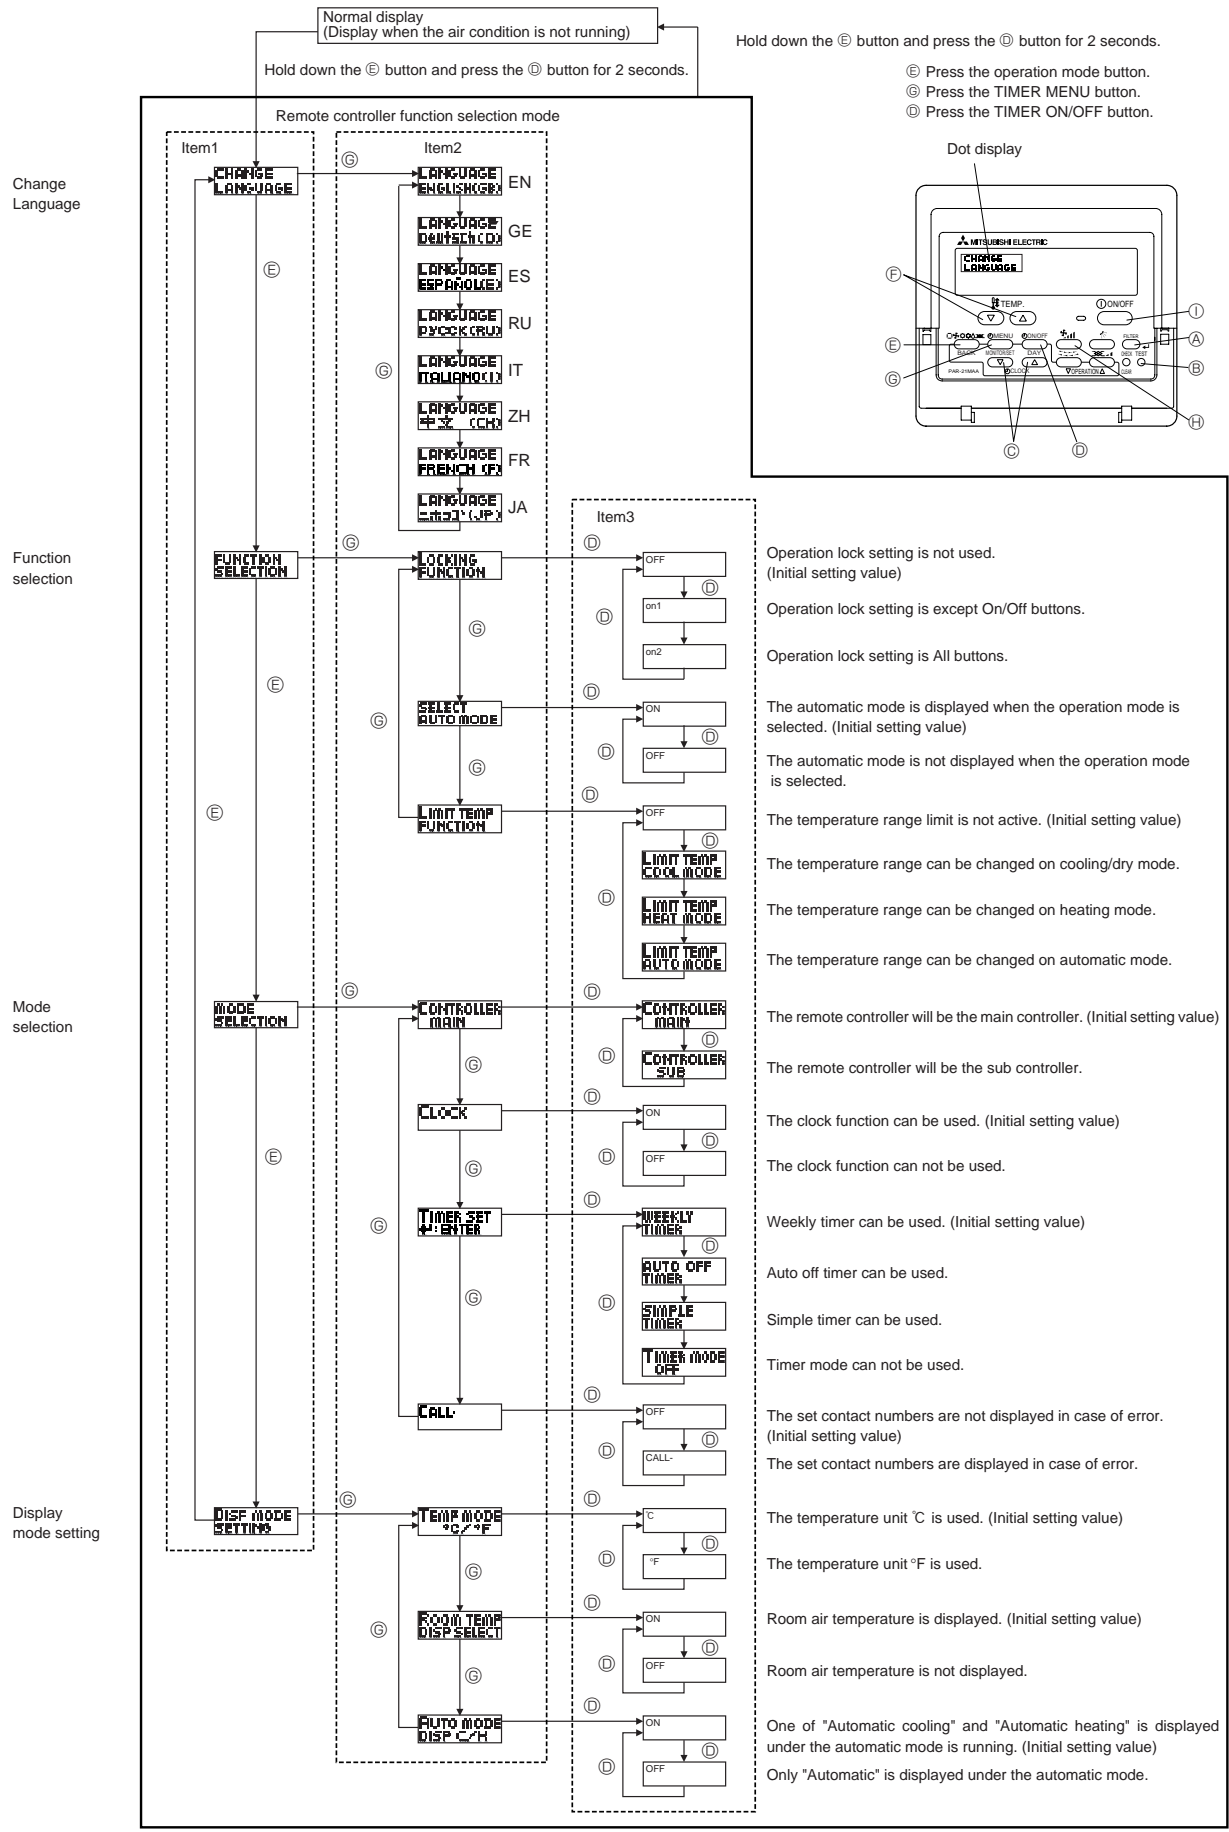 Normal display
(Display when the air condition is not running)
Hold down the Ⓔ button and press the Ⓓ button for 2 seconds.
Hold down the Ⓔ button and press the Ⓓ button for 2 seconds.
Ⓔ Press the operation mode button.
Ⓖ Press the TIMER MENU button.
Ⓓ Press the TIMER ON/OFF button.
Dot display
MITSUBISHI ELECTRIC
CHANGE
LANGUAGE
TEMP.
ON/OFF
MENU
ON/OFF
FILTER
BACK
MONITOR/SET
DAY
CHECK TEST
PAR-21MAA
CLOCK
OPERATION
CLEAR
Ⓕ
Ⓔ
Ⓖ
Ⓘ
Ⓐ
Ⓑ
Ⓗ
Ⓒ
Ⓓ
Remote controller function selection mode
Item1
Item2
Item3
Change
Language
CHANGE
LANGUAGE
Ⓖ
LANGUAGE
ENGLISH(GB)
EN
LANGUAGE
Deutsch(D)
GE
Ⓔ
LANGUAGE
ESPAÑOL(E)
ES
LANGUAGE
РУССК(RU)
RU
Ⓖ
LANGUAGE
ITALIANO(I)
IT
LANGUAGE
中文 (CH)
ZH
LANGUAGE
FRENCH (F)
FR
LANGUAGE
ニホンゴ(JP)
JA
Function
selection
FUNCTION
SELECTION
Ⓖ
LOCKING
FUNCTION
Ⓓ
OFF
Operation lock setting is not used.
(Initial setting value)
Ⓓ
Ⓖ
Ⓓ
on1
Operation lock setting is except On/Off buttons.
on2
Operation lock setting is All buttons.
Ⓔ
Ⓖ
SELECT
AUTO MODE
Ⓓ
ON
The automatic mode is displayed when the operation mode is
selected. (Initial setting value)
Ⓓ
Ⓖ
Ⓓ
OFF
The automatic mode is not displayed when the operation mode
is selected.
Ⓔ
LIMIT TEMP
FUNCTION
Ⓓ
OFF
The temperature range limit is not active. (Initial setting value)
Ⓓ
LIMIT TEMP
COOL MODE
The temperature range can be changed on cooling/dry mode.
Ⓓ
LIMIT TEMP
HEAT MODE
The temperature range can be changed on heating mode.
LIMIT TEMP
AUTO MODE
The temperature range can be changed on automatic mode.
Mode
selection
MODE
SELECTION
Ⓖ
CONTROLLER
MAIN
Ⓓ
CONTROLLER
MAIN
The remote controller will be the main controller. (Initial setting value)
Ⓓ
Ⓖ
Ⓓ
CONTROLLER
SUB
The remote controller will be the sub controller.
CLOCK
Ⓓ
ON
The clock function can be used. (Initial setting value)
Ⓓ
Ⓔ
Ⓖ
Ⓓ
OFF
The clock function can not be used.
Ⓖ
TIMER SET
↵:ENTER
Ⓓ
WEEKLY
TIMER
Weekly timer can be used. (Initial setting value)
Ⓓ
AUTO OFF
TIMER
Auto off timer can be used.
Ⓖ
Ⓓ
SIMPLE
TIMER
Simple timer can be used.
TIMER MODE
OFF
Timer mode can not be used.
CALL-
Ⓓ
OFF
The set contact numbers are not displayed in case of error.
(Initial setting value)
Ⓓ
Ⓓ
CALL-
The set contact numbers are displayed in case of error.
Display
mode setting
DISP MODE
SETTING
Ⓖ
TEMP MODE
°C/°F
Ⓓ
℃
The temperature unit ℃ is used. (Initial setting value)
Ⓓ
Ⓖ
Ⓓ
°F
The temperature unit °F is used.
Ⓖ
ROOM TEMP
DISP SELECT
Ⓓ
ON
Room air temperature is displayed. (Initial setting value)
Ⓓ
Ⓖ
Ⓓ
OFF
Room air temperature is not displayed.
AUTO MODE
DISP C/H
Ⓓ
ON
One of "Automatic cooling" and "Automatic heating" is displayed
under the automatic mode is running. (Initial setting value)
Ⓓ
Ⓓ
OFF
Only "Automatic" is displayed under the automatic mode.